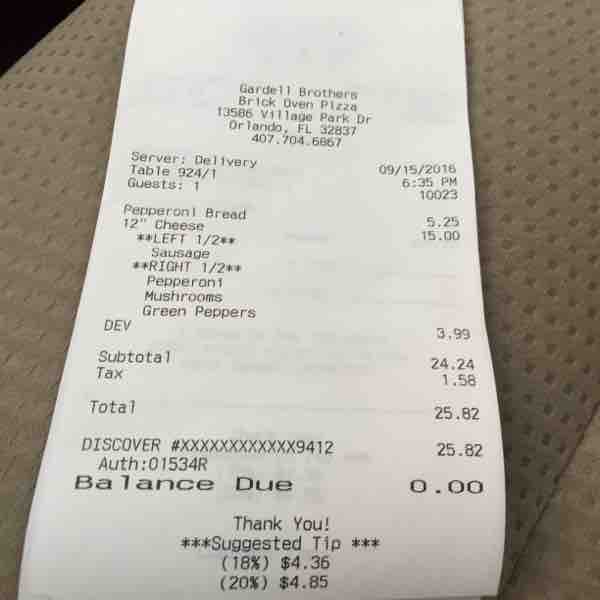 Gardell Brothers
Brick Oven Pizza
13586 Village Park Dr
Orlando, FL 32837
407.704.6867
Server: Delivery 09/15/2016
Table 924/1 6:35 PM
Guests: 1 10023
Pepperoni Bread 5.25
12" Cheese 15.00
**LEFT 1/2**
Sausage
**RIGHT 1/2**
Pepperoni
Mushrooms
Green Peppers
DEV 3.99
Subtotal 24.24
Tax 1.58
Total 25.82
DISCOVER #XXXXXXXXXXXX9412 25.82
Auth:01534R
Balance Due 0.00
Thank You!
***Suggested Tip ***
(18%) $4.36
(20%) $4.85